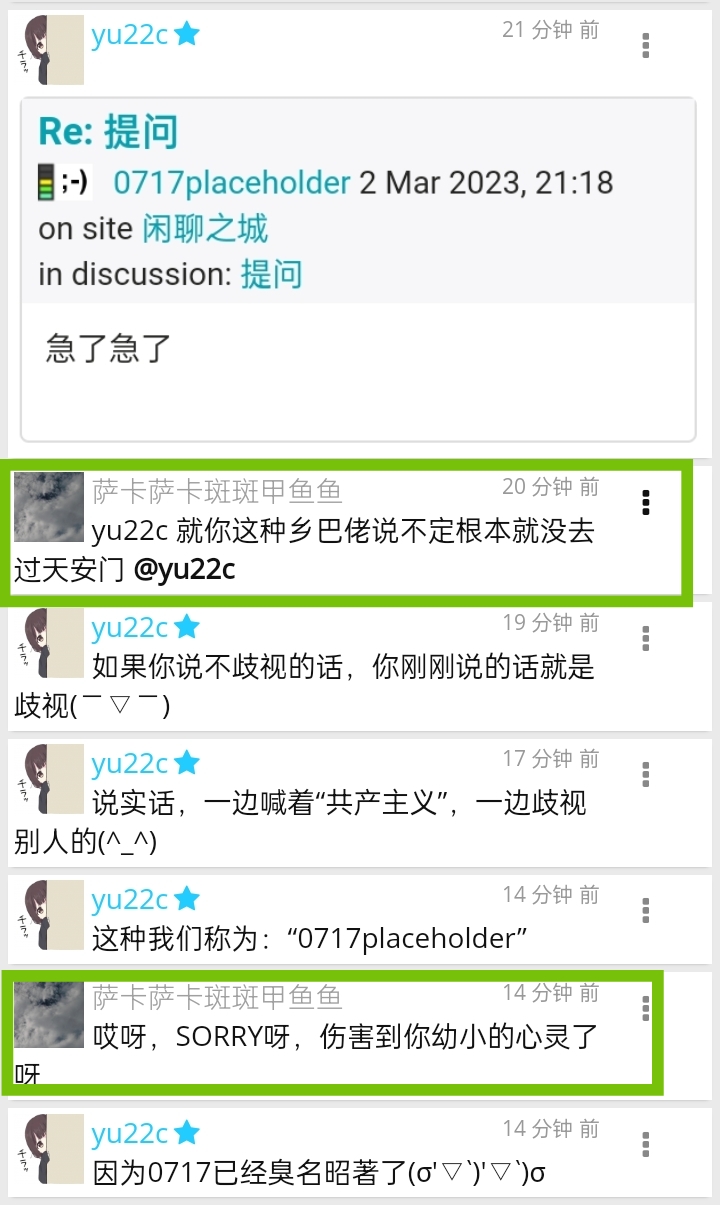 yu22c
21 分钟 前
Re: 提问
;-) 0717placeholder 2 Mar 2023, 21:18
on site 闲聊之城
in discussion: 提问
急了急了
萨卡萨卡斑斑甲鱼鱼
20 分钟 前
yu22c 就你这种乡巴佬说不定根本就没去
过天安门 @yu22c
yu22c
19 分钟 前
如果你说不歧视的话，你刚刚说的话就是
歧视(￣▽￣)
yu22c
17 分钟 前
说实话，一边喊着“共产主义”，一边歧视
别人的(^_^)
yu22c
14 分钟 前
这种我们称为：“0717placeholder”
萨卡萨卡斑斑甲鱼鱼
14 分钟 前
哎呀，SORRY呀，伤害到你幼小的心灵了
呀
yu22c
14 分钟 前
因为0717已经臭名昭著了(σ'▽‵)'▽‵)σ